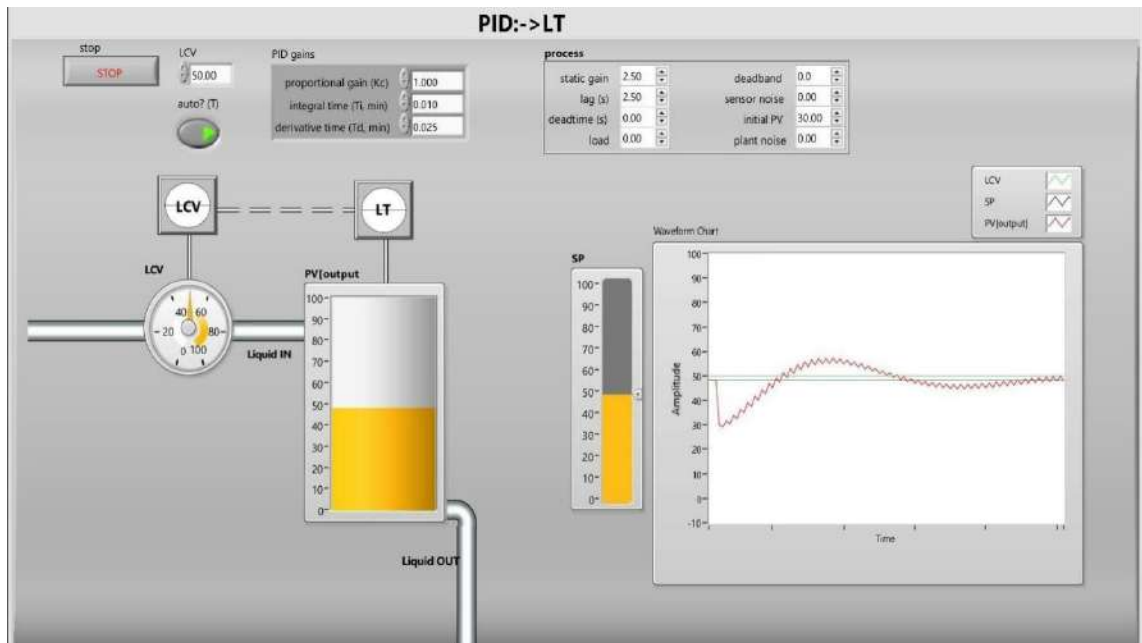 PID:->LT
stop
STOP
LCV
50.00
auto? (T)
PID gains
proportional gain (Kc) 1.000
integral time (Ti, min) 0.010
derivative time (Td, min) 0.025
process
static gain 2.50
lag (s) 2.50
deadtime (s) 0.00
load 0.00
deadband 0.0
sensor noise 0.00
initial PV 30.00
plant noise 0.00
LCV
LT
LCV
0
20
40
60
80
100
Liquid IN
PV[output
100
90
80
70
60
50
40
30
20
10
0
Liquid OUT
SP
100
90
80
70
60
50
40
30
20
10
0
LCV
SP
PV[output]
Waveform Chart
Amplitude
100
90
80
70
60
50
40
30
20
10
0
-10
Time